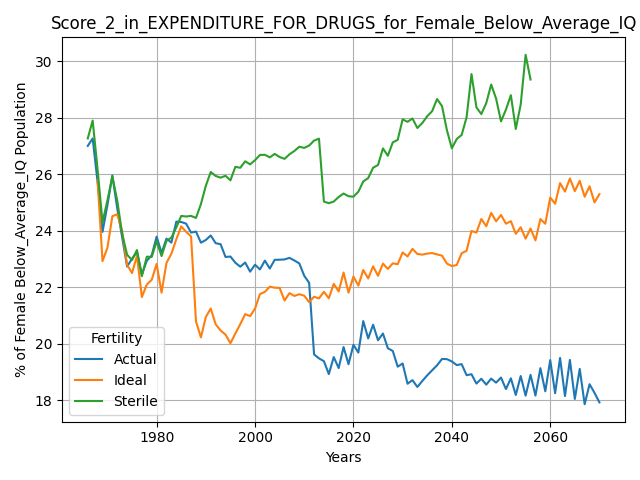 Score_2_in_EXPENDITURE_FOR_DRUGS_for_Female_Below_Average_IQ
% of Female Below_Average_IQ Population
30
28
26
24
22
20
18
Fertility
Actual
Ideal
Sterile
1980
2000
2020
2040
2060
Years